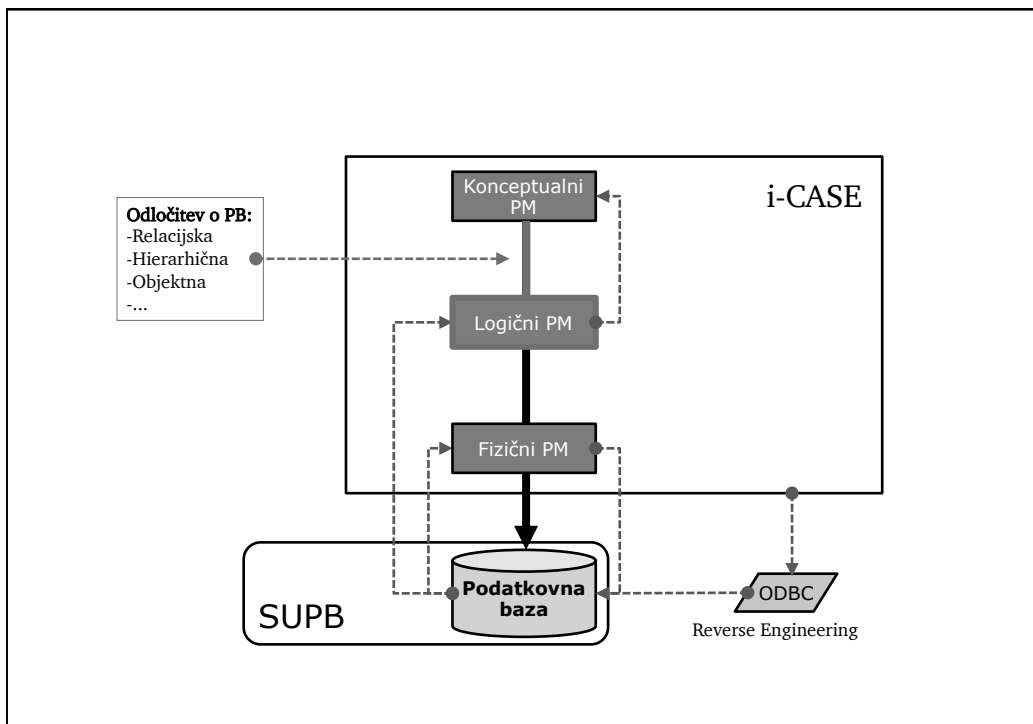 Konceptualni
PM
i-CASE
Odločitev o PB:
-Relacijska
-Hierarhična
-Objektna
-...
Logični PM
Fizični PM
SUPB
Podatkovna
baza
ODBC
Reverse Engineering